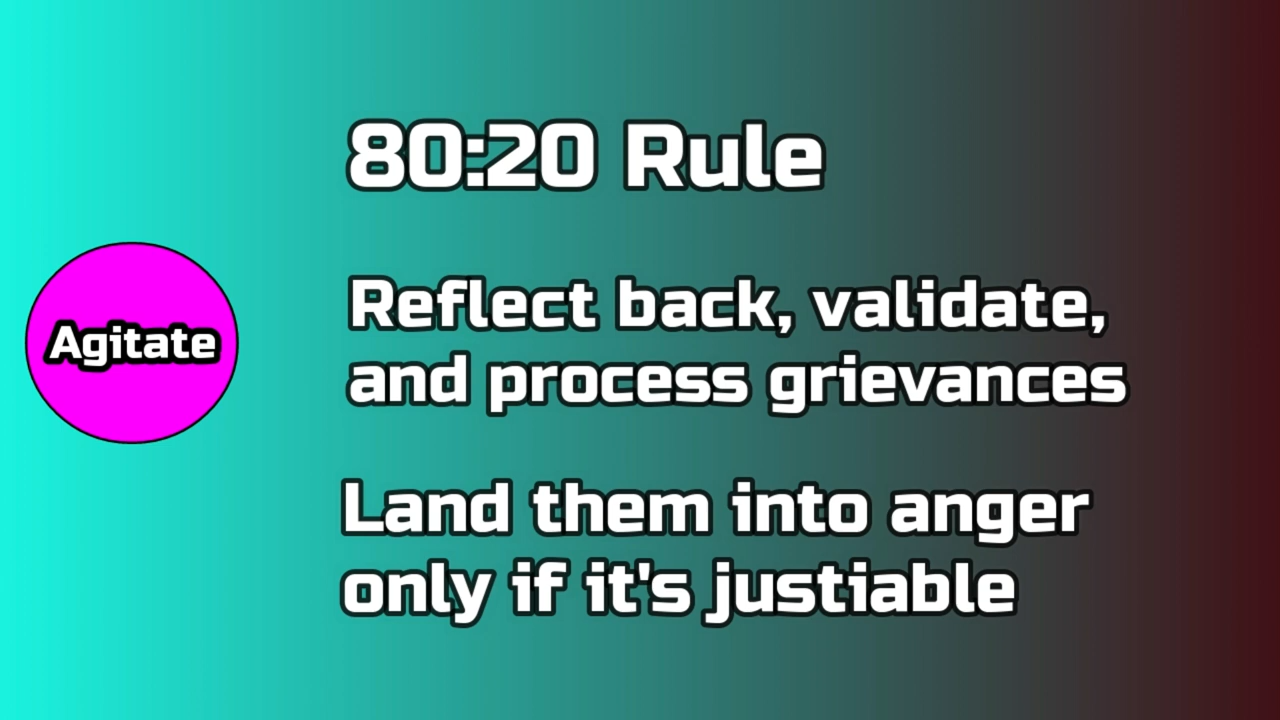 80:20 Rule
Agitate
Reflect back, validate,
and process grievances
Land them into anger
only if it's justiable